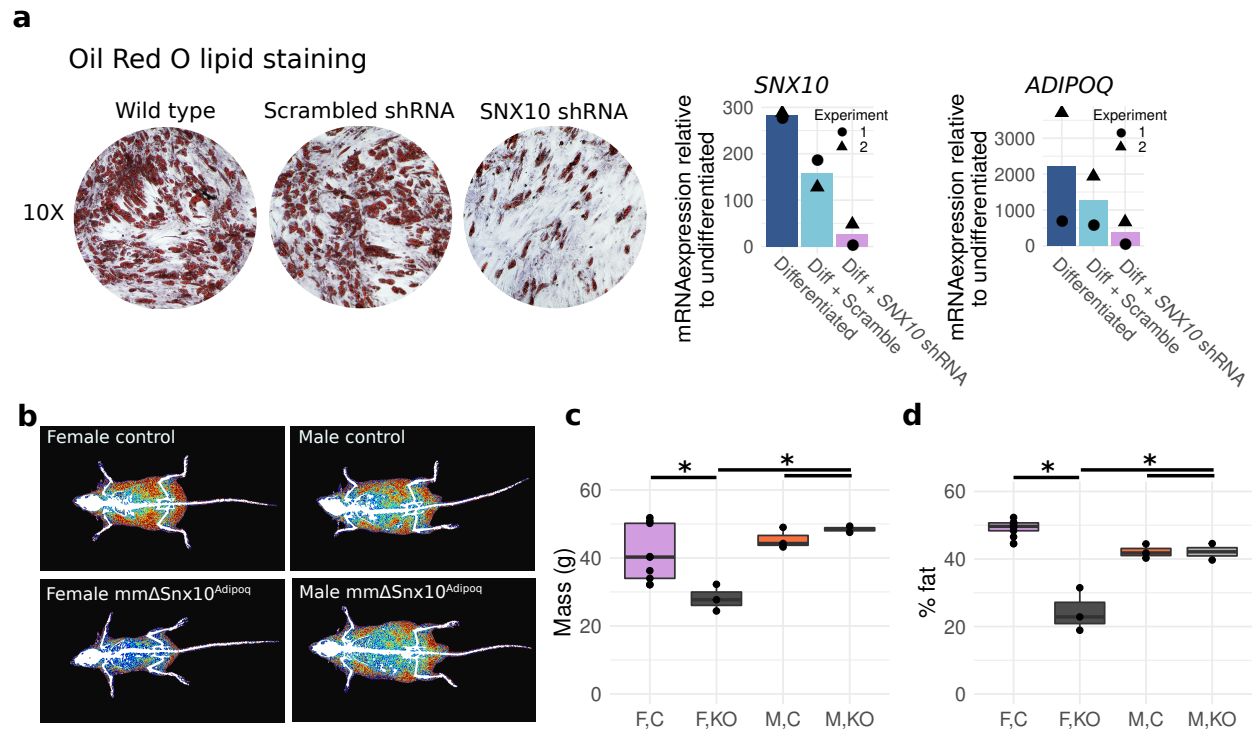 a
Oil Red O lipid staining
Wild type
Scrambled shRNA
SNX10 shRNA
10X
SNX10
mRNAexpression relative
to undifferentiated
300
200
100
0
Experiment
1
2
Differentiated
Diff + Scramble
Diff + SNX10 shRNA
ADIPOQ
mRNAexpression relative
to undifferentiated
3000
2000
1000
0
Experiment
1
2
Differentiated
Diff + Scramble
Diff + SNX10 shRNA
b
Female control
Male control
Female mmΔSnx10Adipoq
Male mmΔSnx10Adipoq
c
Mass (g)
60
40
20
0
*
*
F,C
F,KO
M,C
M,KO
d
% fat
60
40
20
0
*
*
F,C
F,KO
M,C
M,KO